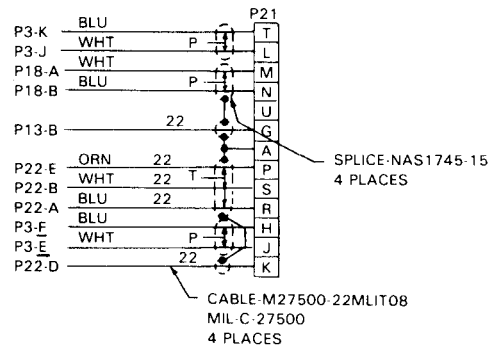 P21
P3-K BLU T
P3-J WHT P L
P18-A WHT M
P18-B BLU P N
U
P13-B 22 G
A
P22-E ORN 22 P
P22-B WHT 22 T S
P22-A BLU 22 R
P3-F BLU H
P3-E WHT P J
P22-D 22 K
SPLICE-NAS1745-15
4 PLACES
CABLE-M27500-22MLIT08
MIL-C-27500
4 PLACES